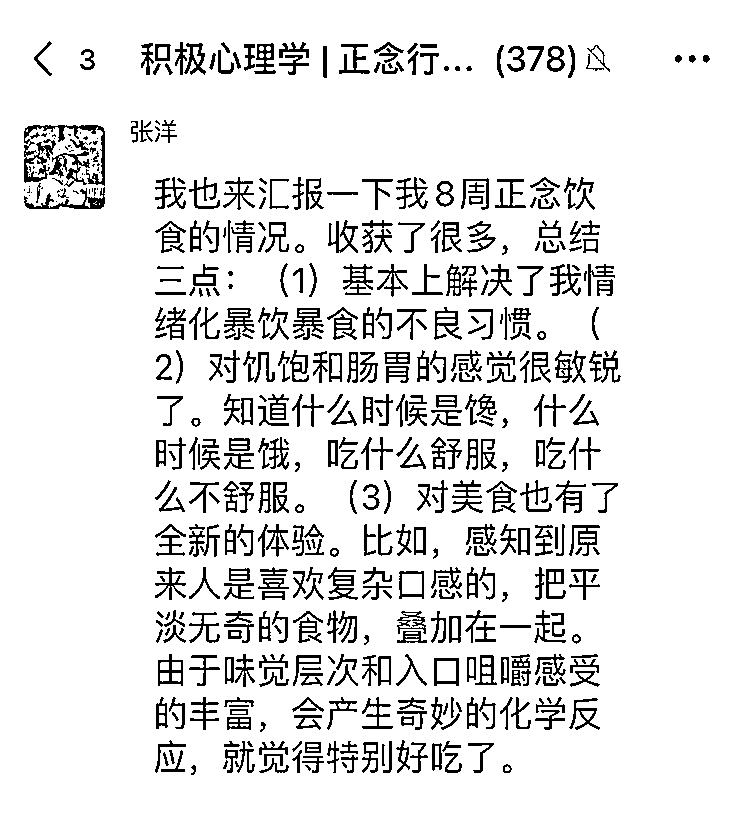 3 积极心理学 | 正念行... (378)
张洋
我也来汇报一下我8周正念饮
食的情况。收获了很多，总结
三点：（1）基本上解决了我情
绪化暴饮暴食的不良习惯。（
2）对饥饱和肠胃的感觉很敏锐
了。知道什么时候是馋，什么
时候是饿，吃什么舒服，吃什
么不舒服。（3）对美食也有了
全新的体验。比如，感知到原
来人是喜欢复杂口感的，把平
淡无奇的食物，叠加在一起。
由于味觉层次和入口咀嚼感受
的丰富，会产生奇妙的化学反
应，就觉得特别好吃了。